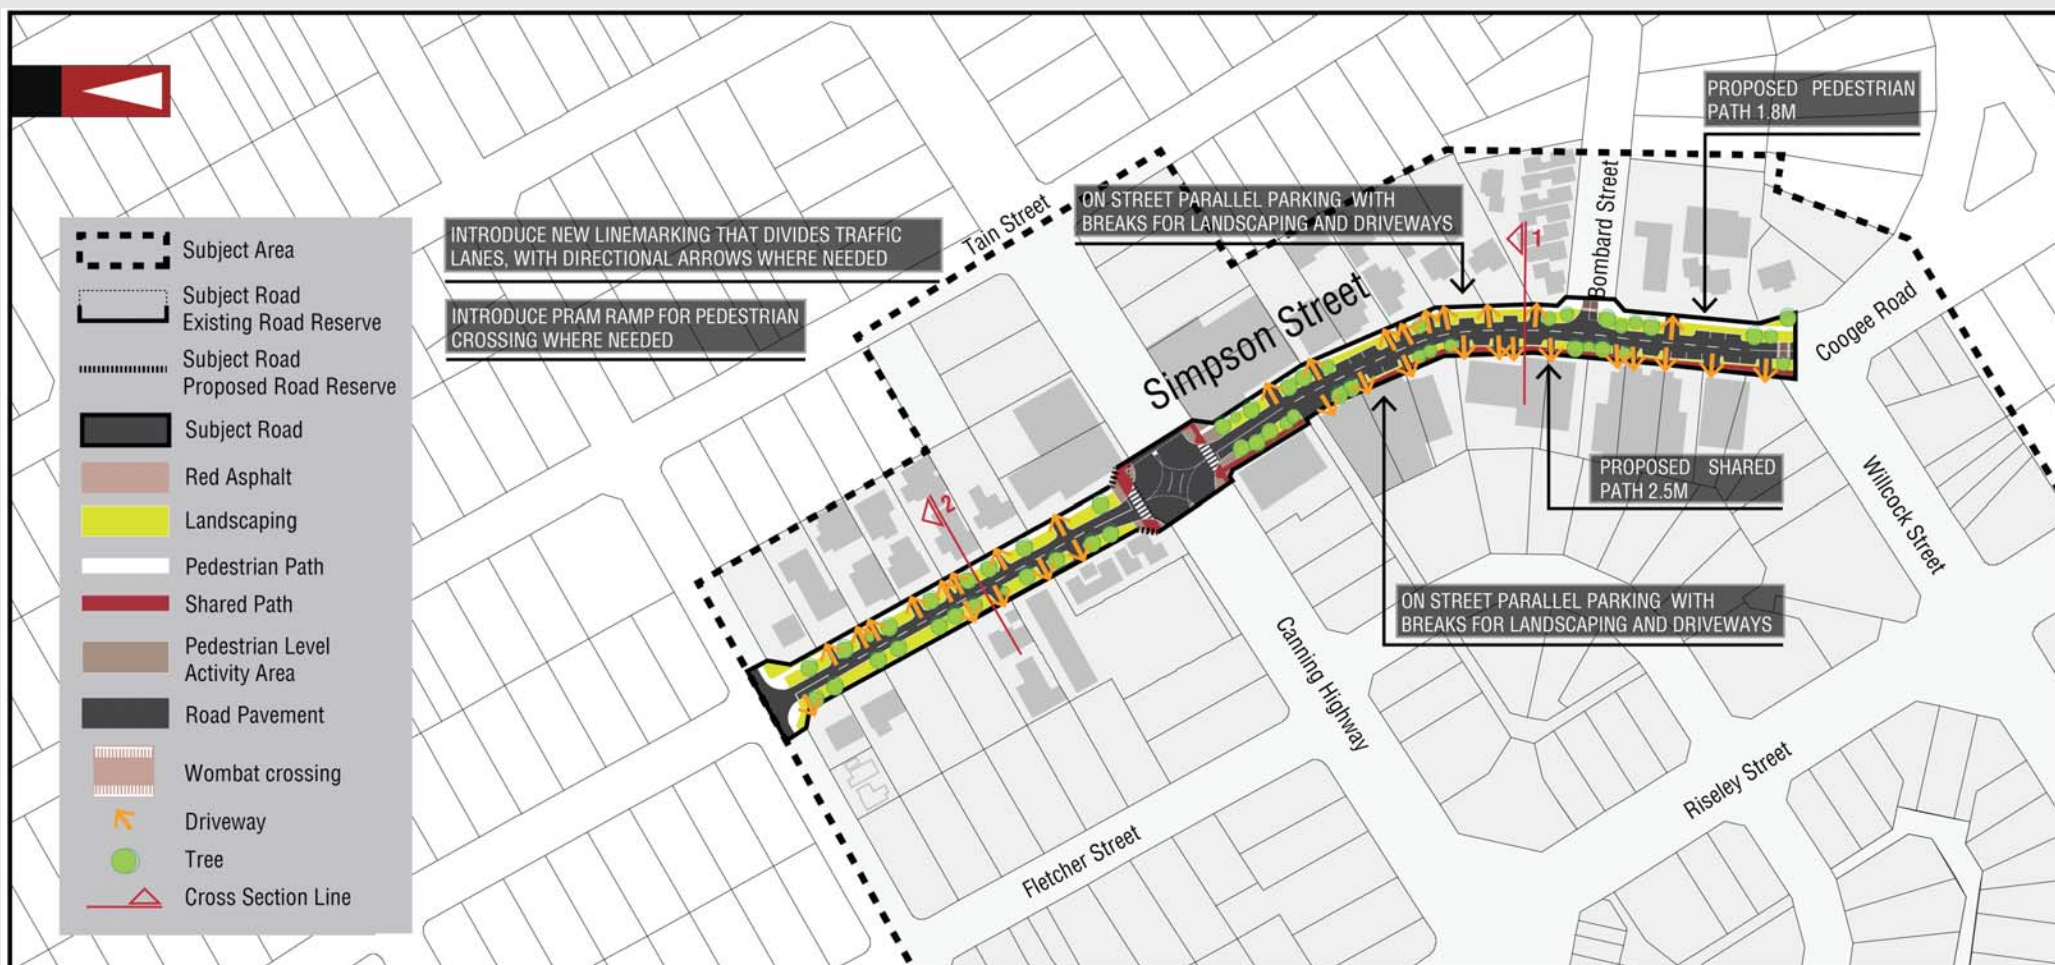 PROPOSED PEDESTRIAN
PATH 1.8M
ON STREET PARALLEL PARKING WITH
BREAKS FOR LANDSCAPING AND DRIVEWAYS
INTRODUCE NEW LINEMARKING THAT DIVIDES TRAFFIC
LANES, WITH DIRECTIONAL ARROWS WHERE NEEDED
INTRODUCE PRAM RAMP FOR PEDESTRIAN
CROSSING WHERE NEEDED
Tain Street
Simpson Street
1
Bombard Street
Coogee Road
Subject Area
Subject Road
Existing Road Reserve
Subject Road
Proposed Road Reserve
Subject Road
Red Asphalt
Landscaping
Pedestrian Path
Shared Path
Pedestrian Level
Activity Area
Road Pavement
Wombat crossing
Driveway
Tree
Cross Section Line
2
PROPOSED SHARED
PATH 2.5M
Willcock Street
ON STREET PARALLEL PARKING WITH
BREAKS FOR LANDSCAPING AND DRIVEWAYS
Canning Highway
Riseley Street
Fletcher Street